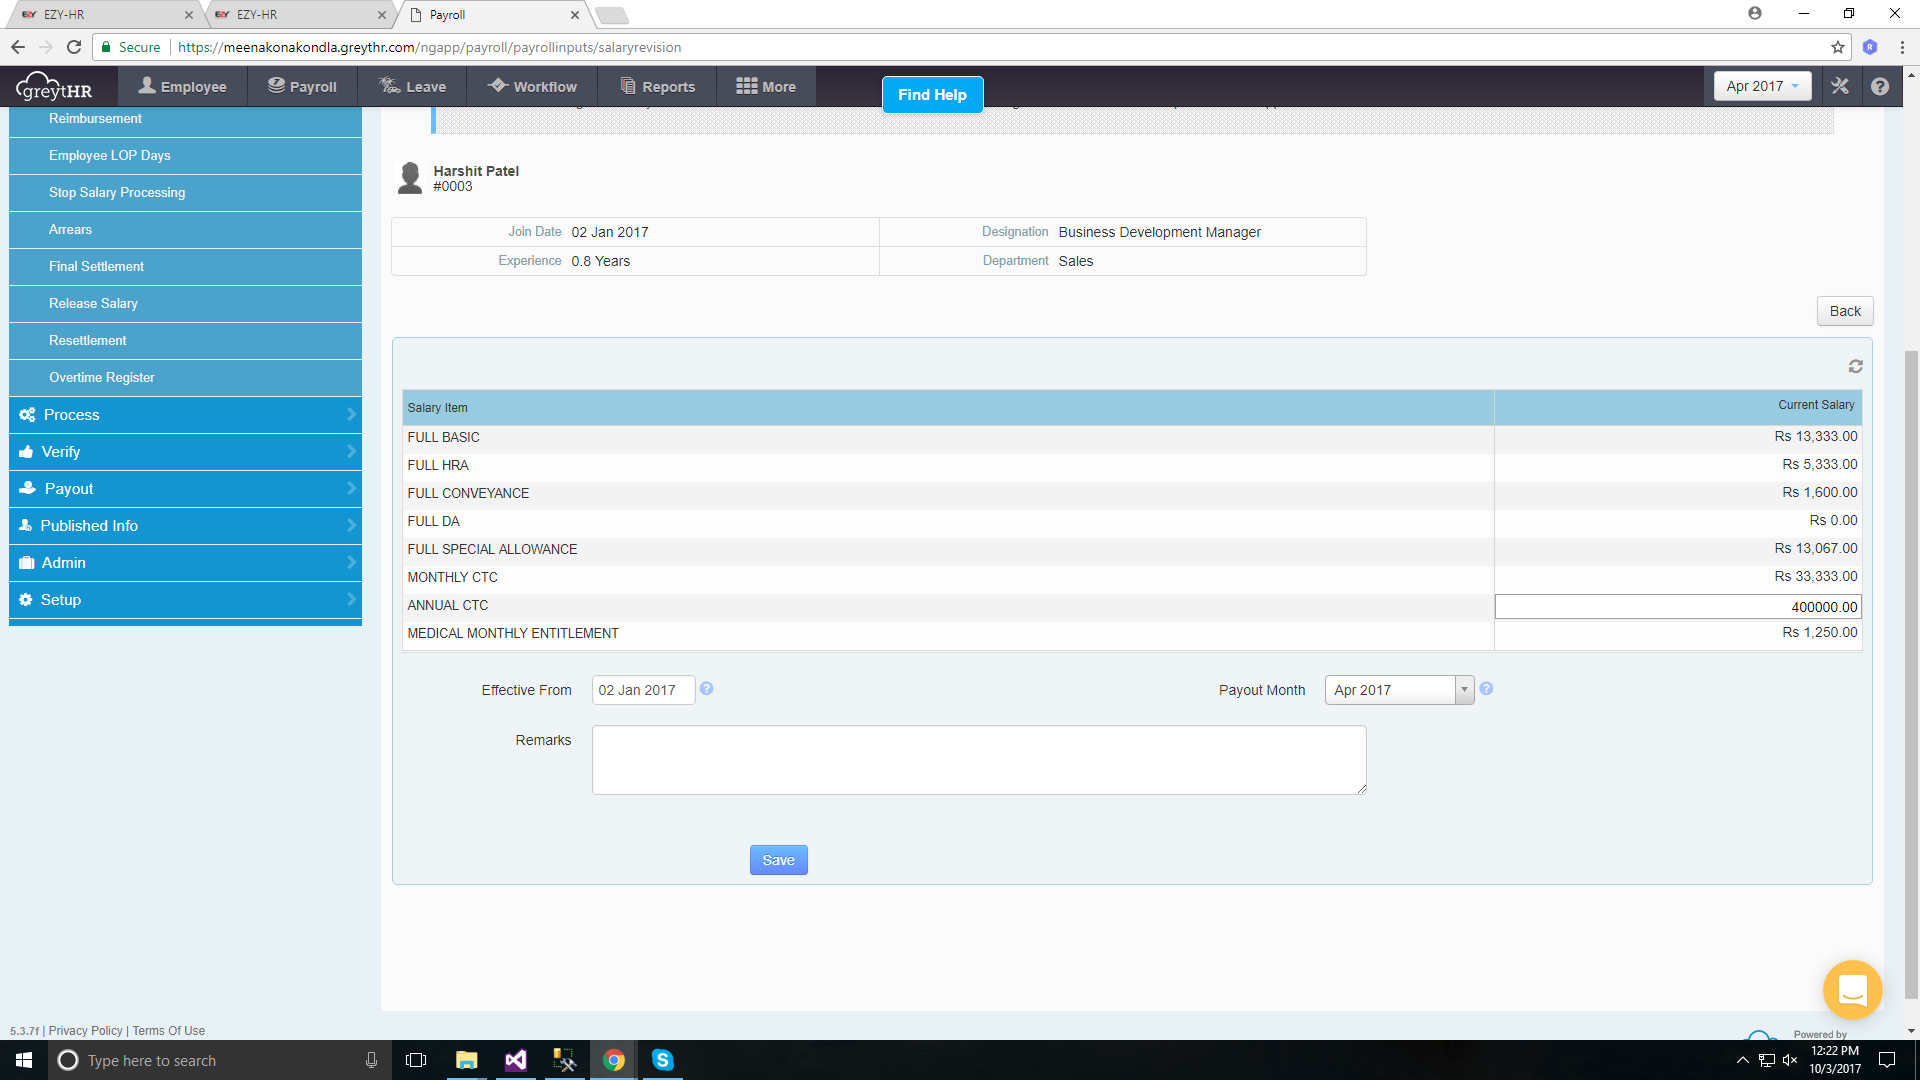 EZY-HR
EZY-HR
Payroll
Secure
https://meenakonakondla.greythr.com/ngapp/payroll/payrollinputs/salaryrevision
greytHR
Employee
Payroll
Leave
Workflow
Reports
More
Find Help
Apr 2017
Reimbursement
Employee LOP Days
Stop Salary Processing
Arrears
Final Settlement
Release Salary
Resettlement
Overtime Register
Process
Verify
Payout
Published Info
Admin
Setup
Harshit Patel
#0003
Join Date 02 Jan 2017
Designation Business Development Manager
Experience 0.8 Years
Department Sales
Back
Salary Item Current Salary
FULL BASIC Rs 13,333.00
FULL HRA Rs 5,333.00
FULL CONVEYANCE Rs 1,600.00
FULL DA Rs 0.00
FULL SPECIAL ALLOWANCE Rs 13,067.00
MONTHLY CTC Rs 33,333.00
ANNUAL CTC 400000.00
MEDICAL MONTHLY ENTITLEMENT Rs 1,250.00
Effective From 02 Jan 2017
Payout Month Apr 2017
Remarks
Save
5.3.7f | Privacy Policy | Terms Of Use
Powered by
Type here to search
12:22 PM
10/3/2017